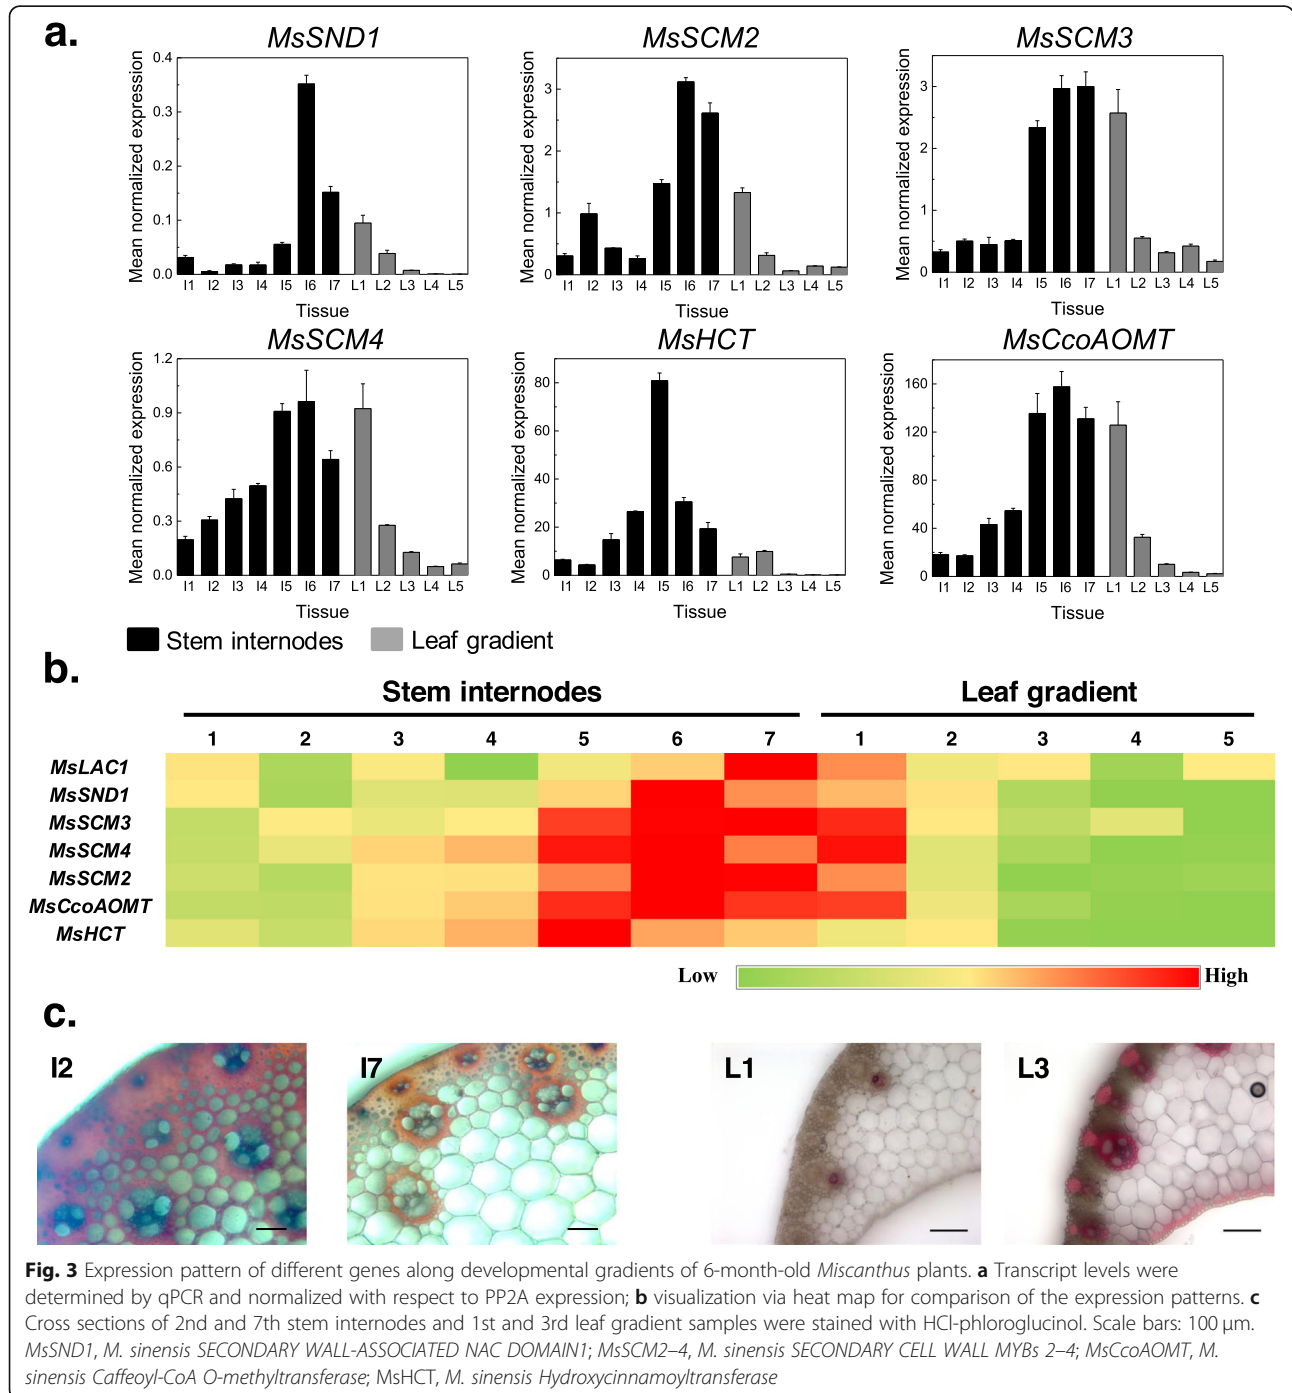 a.
MsSND1
MsSCM2
MsSCM3
Mean normalized expression
0.4
0.3
0.2
0.1
0.0
I1 I2 I3 I4 I5 I6 I7 L1 L2 L3 L4 L5
Tissue
Mean normalized expression
3
2
1
0
I1 I2 I3 I4 I5 I6 I7 L1 L2 L3 L4 L5
Tissue
Mean normalized expression
3
2
1
0
I1 I2 I3 I4 I5 I6 I7 L1 L2 L3 L4 L5
Tissue
MsSCM4
MsHCT
MsCcoAOMT
Mean normalized expression
1.2
0.9
0.6
0.3
0.0
I1 I2 I3 I4 I5 I6 I7 L1 L2 L3 L4 L5
Tissue
Mean normalized expression
80
60
40
20
0
I1 I2 I3 I4 I5 I6 I7 L1 L2 L3 L4 L5
Tissue
Mean normalized expression
160
120
80
40
0
I1 I2 I3 I4 I5 I6 I7 L1 L2 L3 L4 L5
Tissue
Stem internodes Leaf gradient
b.
Stem internodes Leaf gradient
1 2 3 4 5 6 7 1 2 3 4 5
MsLAC1
MsSND1
MsSCM3
MsSCM4
MsSCM2
MsCcoAOMT
MsHCT
Low High
c.
I2
I7
L1
L3
Fig. 3 Expression pattern of different genes along developmental gradients of 6-month-old Miscanthus plants. a Transcript levels were
determined by qPCR and normalized with respect to PP2A expression; b visualization via heat map for comparison of the expression patterns. c
Cross sections of 2nd and 7th stem internodes and 1st and 3rd leaf gradient samples were stained with HCl-phloroglucinol. Scale bars: 100 μm.
MsSND1, M. sinensis SECONDARY WALL-ASSOCIATED NAC DOMAIN1; MsSCM2–4, M. sinensis SECONDARY CELL WALL MYBs 2–4; MsCcoAOMT, M.
sinensis Caffeoyl-CoA O-methyltransferase; MsHCT, M. sinensis Hydroxycinnamoyltransferase